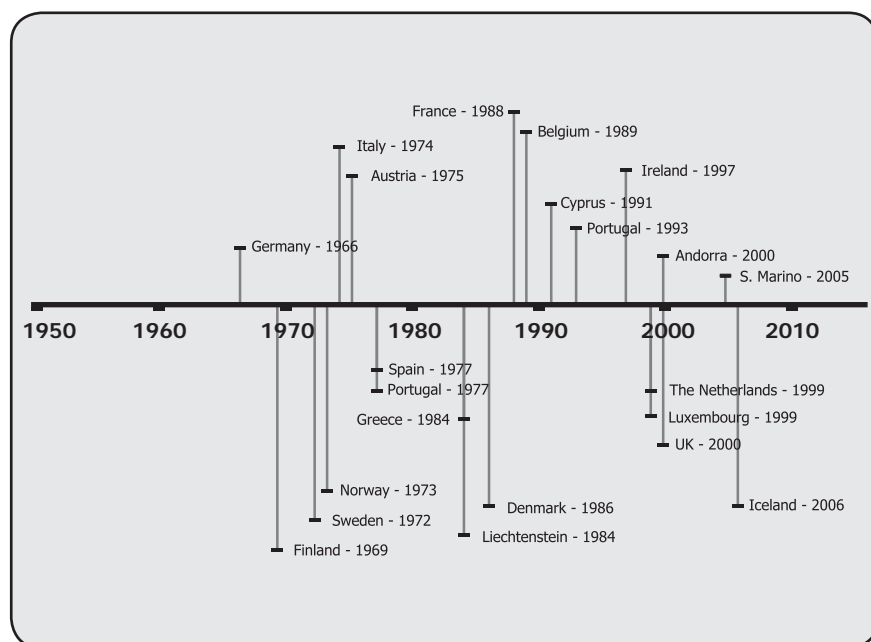 France - 1988
Belgium - 1989
Italy - 1974
Ireland - 1997
Austria - 1975
Cyprus - 1991
Portugal - 1993
Germany - 1966
Andorra - 2000
S. Marino - 2005
1950 1960 1970 1980 1990 2000 2010
Spain - 1977
Portugal - 1977
The Netherlands - 1999
Luxembourg - 1999
Greece - 1984
UK - 2000
Norway - 1973
Denmark - 1986
Iceland - 2006
Sweden - 1972
Liechtenstein - 1984
Finland - 1969